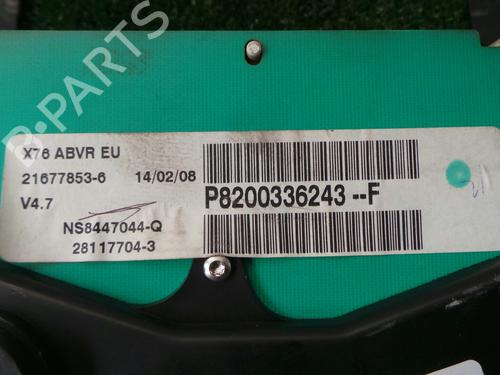 B-PARTS
X76 ABVR EU
21677853-6 14/02/08
V4.7
P8200336243--F
NS8447044-Q
28117704-3